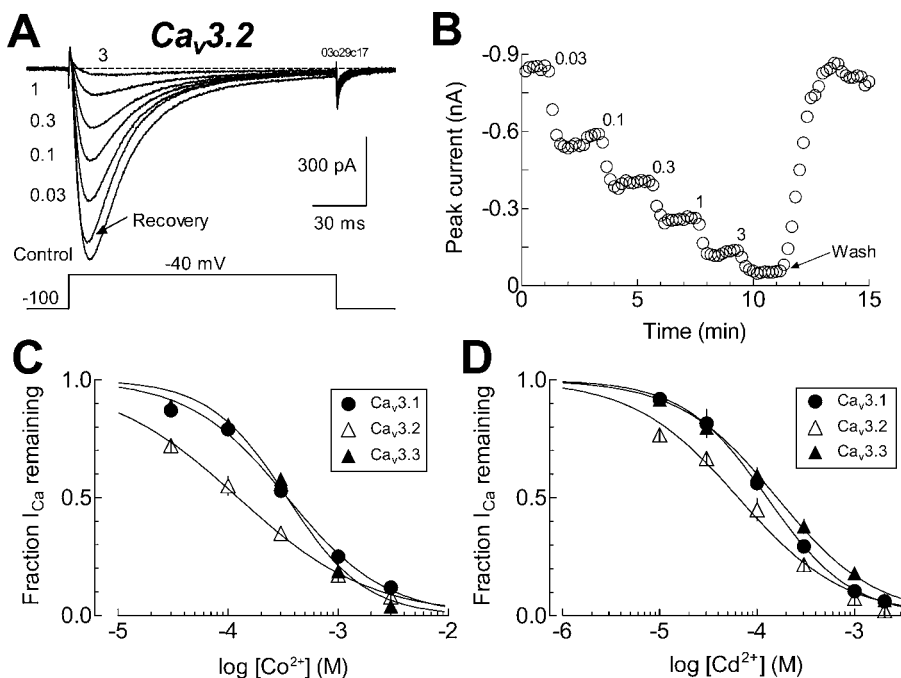 A
Cav3.2
3
03o29c17
1
0.3
0.1
0.03
300 pA
30 ms
Recovery
Control
-40 mV
-100
B
Peak current (nA)
-0.9
-0.6
-0.3
0
0.03
0.1
0.3
1
3
Wash
0 5 10 15
Time (min)
C
Fraction ICa remaining
1.0
0.5
0.0
Cav3.1
Cav3.2
Cav3.3
-5 -4 -3 -2
log [Co2+] (M)
D
Fraction ICa remaining
1.0
0.5
0.0
Cav3.1
Cav3.2
Cav3.3
-6 -5 -4 -3
log [Cd2+] (M)